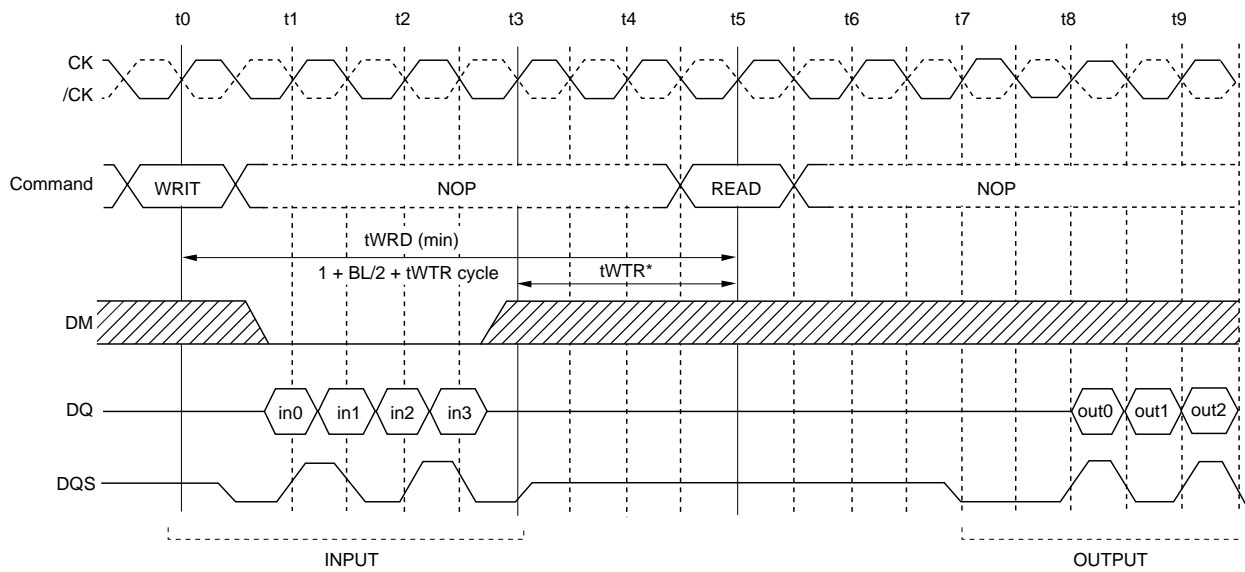 t0 t1 t2 t3 t4 t5 t6 t7 t8 t9
CK
/CK
Command WRIT NOP READ NOP
tWRD (min)
1 + BL/2 + tWTR cycle tWTR*
DM
DQ in0 in1 in2 in3 out0 out1 out2
DQS
INPUT OUTPUT